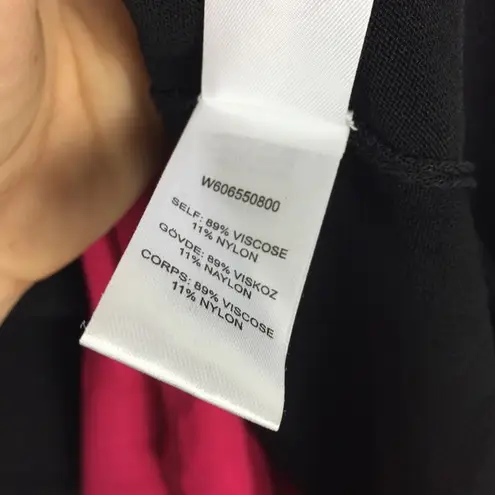 W606550800
SELF: 89% VISCOSE
11% NYLON
GÖVDE: 89% VISKOZ
11% NAYLON
CORPS: 89% VISCOSE
11% NYLON